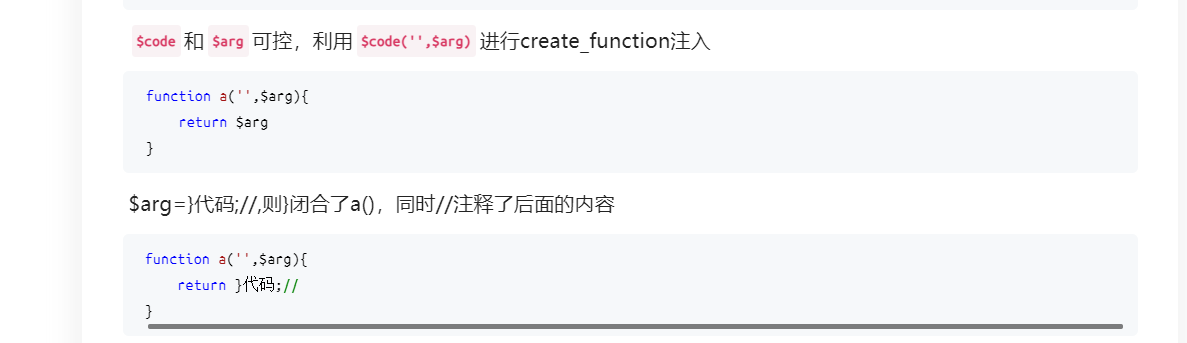 $code 和 $arg 可控，利用 $code('',$arg) 进行create_function注入
function a('',$arg){
    return $arg
}
$arg=}代码;//,则}闭合了a()，同时//注释了后面的内容
function a('',$arg){
    return }代码;//
}